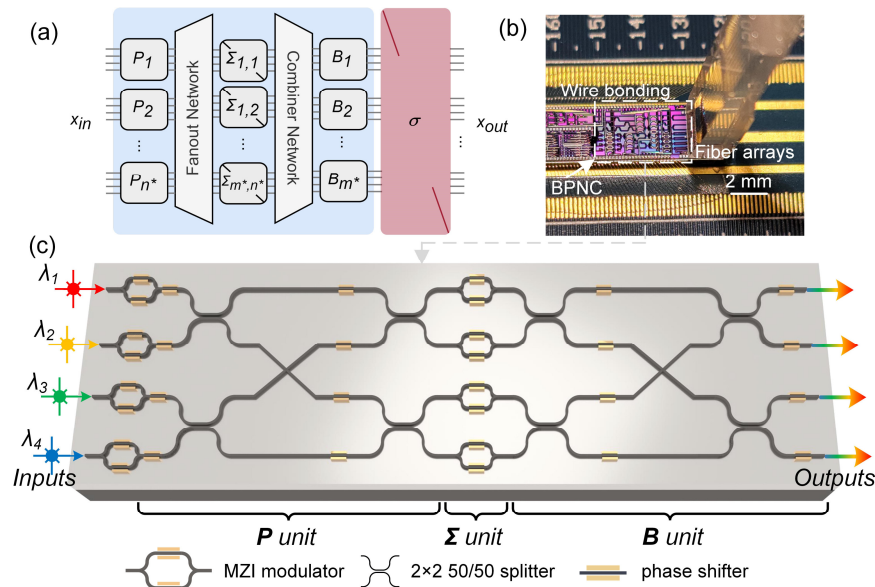 (a)
P1
P2
⋮
Pn*
xin
Fanout Network
Σ1,1
Σ1,2
⋮
Σm*,n*
Combiner Network
B1
B2
⋮
Bm*
σ
xout
⋮
(b)
-160
-150
Wire bonding
Fiber arrays
BPNC
2 mm
(c)
λ1
λ2
λ3
λ4
Inputs
Outputs
P unit
Σ unit
B unit
MZI modulator
2×2 50/50 splitter
phase shifter